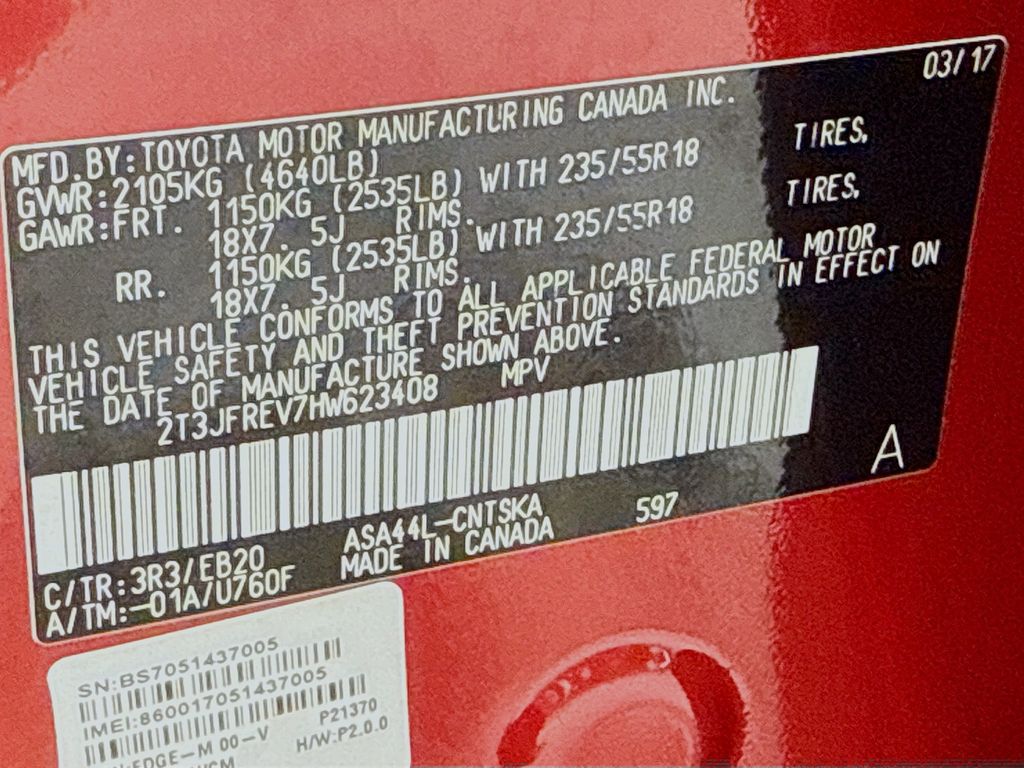 03/17
MFD.BY:TOYOTA MOTOR MANUFACTURING CANADA INC.
GVWR:2105KG (4640LB)
GAWR:FRT. 1150KG (2535LB) WITH 235/55R18 TIRES,
18X7. 5J RIMS.
RR. 1150KG (2535LB) WITH 235/55R18 TIRES,
18X7. 5J RIMS.
THIS VEHICLE CONFORMS TO ALL APPLICABLE FEDERAL MOTOR
VEHICLE SAFETY AND THEFT PREVENTION STANDARDS IN EFFECT ON
THE DATE OF MANUFACTURE SHOWN ABOVE.
2T3JFREV7HW623408 MPV
A
ASA44L-CNTSKA 597
MADE IN CANADA
C/TR:3R3/EB20
A/TM:-01A/U760F
SN:BS7051437005
IMEI:860017051437005
P21370
EDGE-M 00-V H/W:P2.0.0